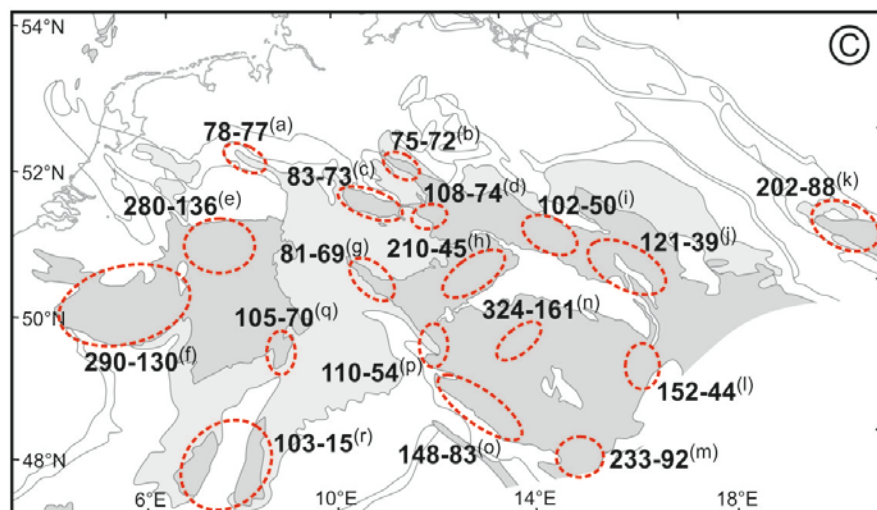 54°N
©
78-77(a)
75-72(b)
52°N
83-73(c)
108-74(d)
202-88(k)
280-136(e)
102-50(i)
210-45(h)
121-39(j)
81-69(g)
324-161(n)
50°N
105-70(q)
290-130(f)
110-54(p)
152-44(l)
103-15(r)
148-83(o)
233-92(m)
48°N
6°E
10°E
14°E
18°E